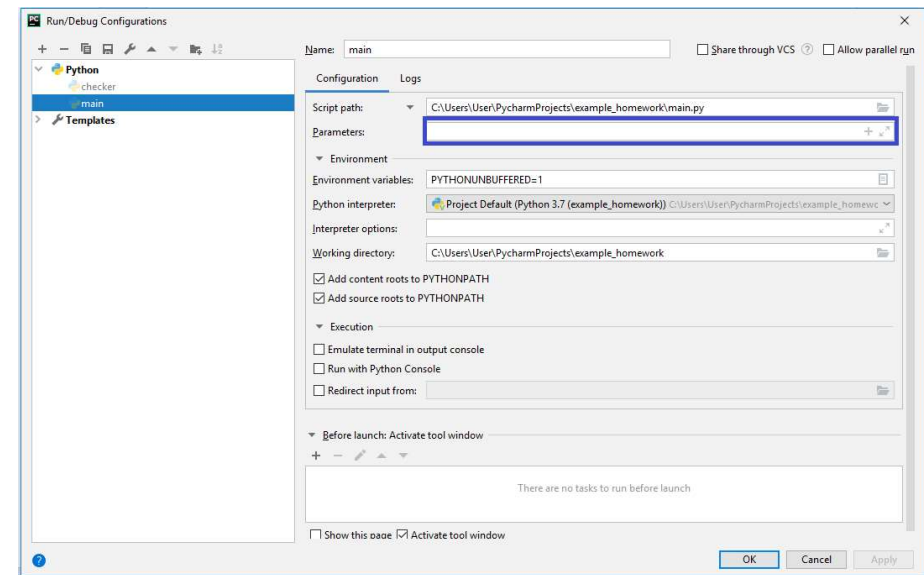 Run/Debug Configurations
Python
checker
main
Templates
Name: main
Share through VCS ? Allow parallel run
Configuration Logs
Script path: C:\Users\User\PycharmProjects\example_homework\main.py
Parameters:
Environment
Environment variables: PYTHONUNBUFFERED=1
Python interpreter: Project Default (Python 3.7 (example_homework)) C:\Users\User\PycharmProjects\example_homewc
Interpreter options:
Working directory: C:\Users\User\PycharmProjects\example_homework
Add content roots to PYTHONPATH
Add source roots to PYTHONPATH
Execution
Emulate terminal in output console
Run with Python Console
Redirect input from:
Before launch: Activate tool window
There are no tasks to run before launch
Show this page Activate tool window
? OK Cancel Apply